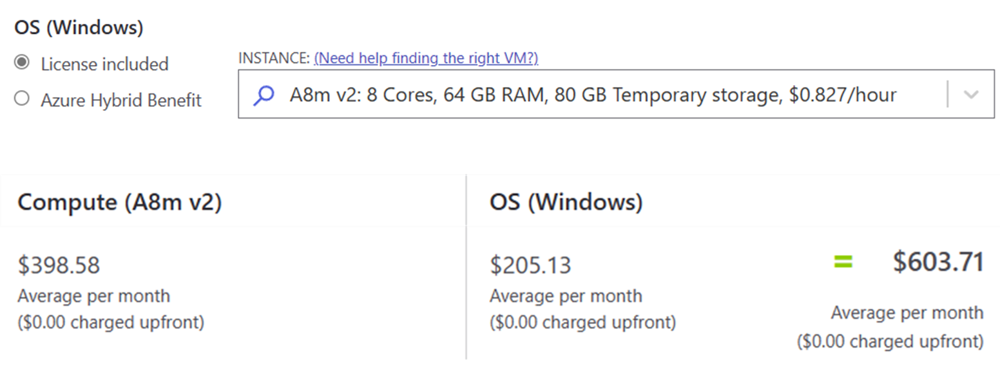 OS (Windows)
License included
Azure Hybrid Benefit
INSTANCE: (Need help finding the right VM?)
A8m v2: 8 Cores, 64 GB RAM, 80 GB Temporary storage, $0.827/hour
Compute (A8m v2)
$398.58
Average per month
($0.00 charged upfront)
OS (Windows)
$205.13
Average per month
($0.00 charged upfront)
= $603.71
Average per month
($0.00 charged upfront)